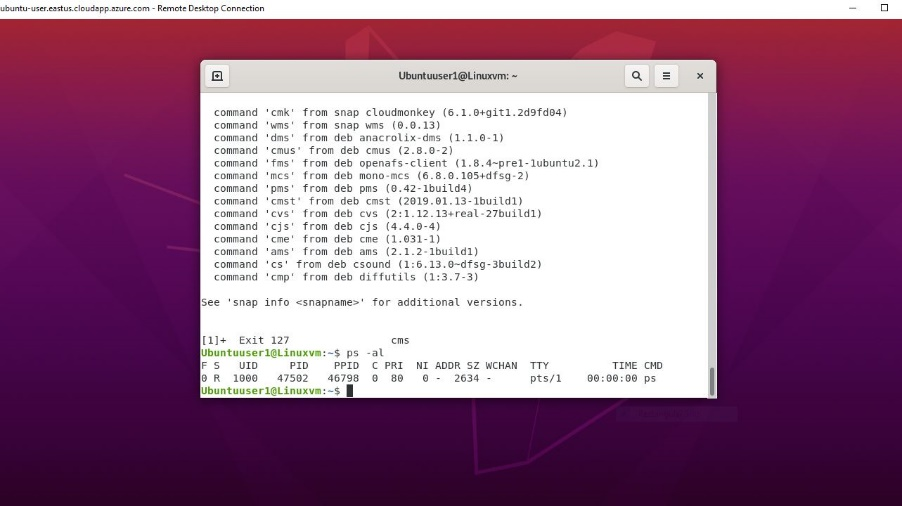 ubuntu-user.eastus.cloudapp.azure.com - Remote Desktop Connection
Ubuntuuser1@Linuxvm: ~
command 'cmk' from snap cloudmonkey (6.1.0+git1.2d9fd04)
command 'wms' from snap wms (0.0.13)
command 'dms' from deb anacrolix-dms (1.1.0-1)
command 'cmus' from deb cmus (2.8.0-2)
command 'fms' from deb openafs-client (1.8.4~pre1-1ubuntu2.1)
command 'mcs' from deb mono-mcs (6.8.0.105+dfsg-2)
command 'pms' from deb pms (0.42-1build4)
command 'cmst' from deb cmst (2019.01.13-1build1)
command 'cvs' from deb cvs (2:1.12.13+real-27build1)
command 'cjs' from deb cjs (4.4.0-4)
command 'cme' from deb cme (1.031-1)
command 'ams' from deb ams (2.1.2-1build1)
command 'cs' from deb csound (1:6.13.0~dfsg-3build2)
command 'cmp' from deb diffutils (1:3.7-3)
See 'snap info <snapname>' for additional versions.
[1]+  Exit 127                cms
Ubuntuuser1@Linuxvm:~$ ps -al
F S   UID     PID    PPID  C PRI  NI ADDR SZ WCHAN  TTY          TIME CMD
0 R  1000   47502   46798  0  80   0 -  2634 -      pts/1    00:00:00 ps
Ubuntuuser1@Linuxvm:~$